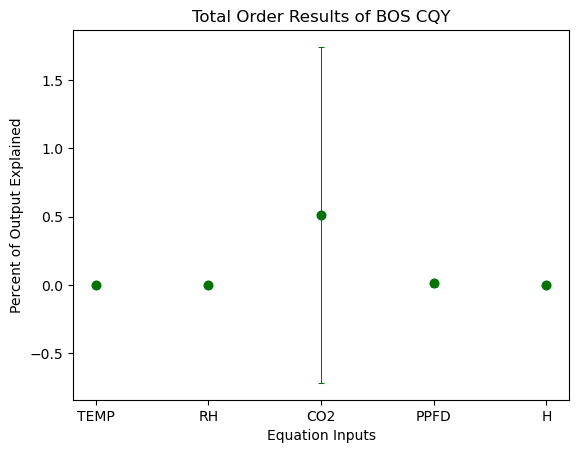 Total Order Results of BOS CQY
Percent of Output Explained
1.5
1.0
0.5
0.0
−0.5
TEMP RH CO2 PPFD H
Equation Inputs